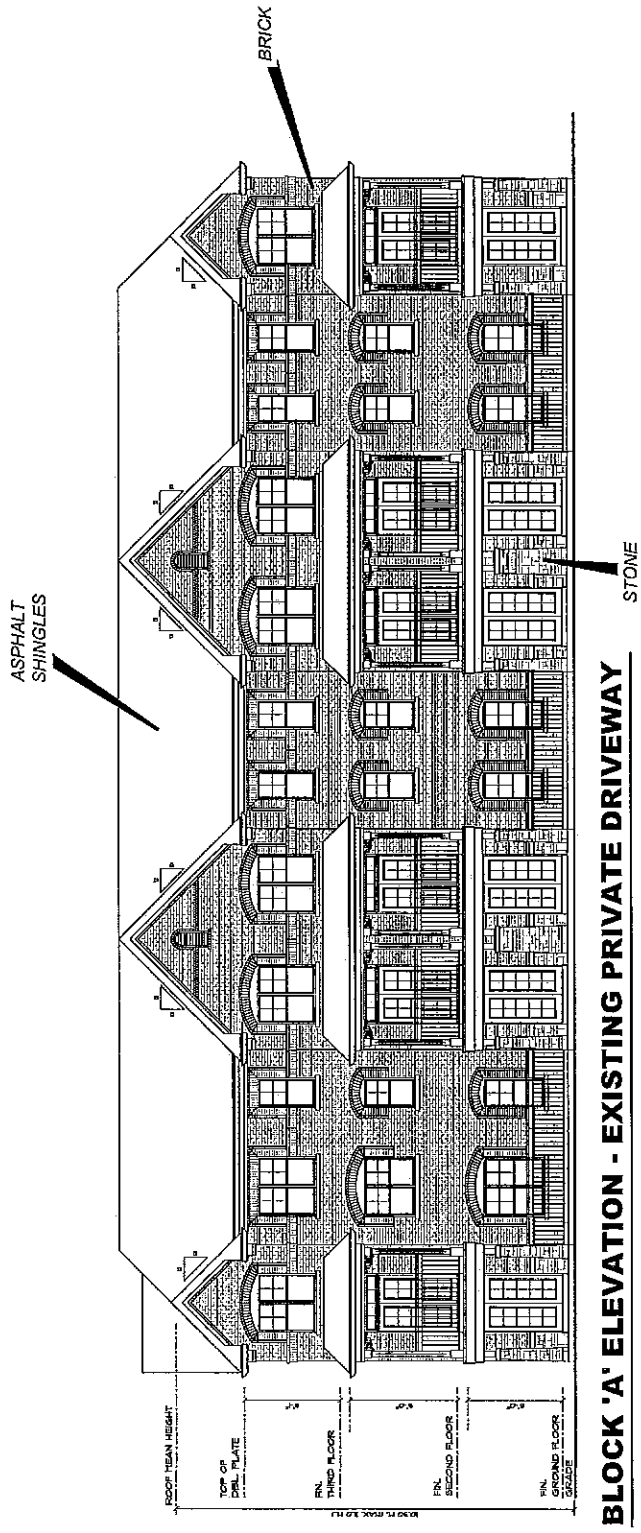 ASPHALT
SHINGLES
BRICK
STONE
ROOF MEAN HEIGHT
TOP OF
DBL. PLATE
FIN.
THIRD FLOOR
FIN.
SECOND FLOOR
FIN.
GROUND FLOOR
GRADE
BLOCK 'A' ELEVATION - EXISTING PRIVATE DRIVEWAY